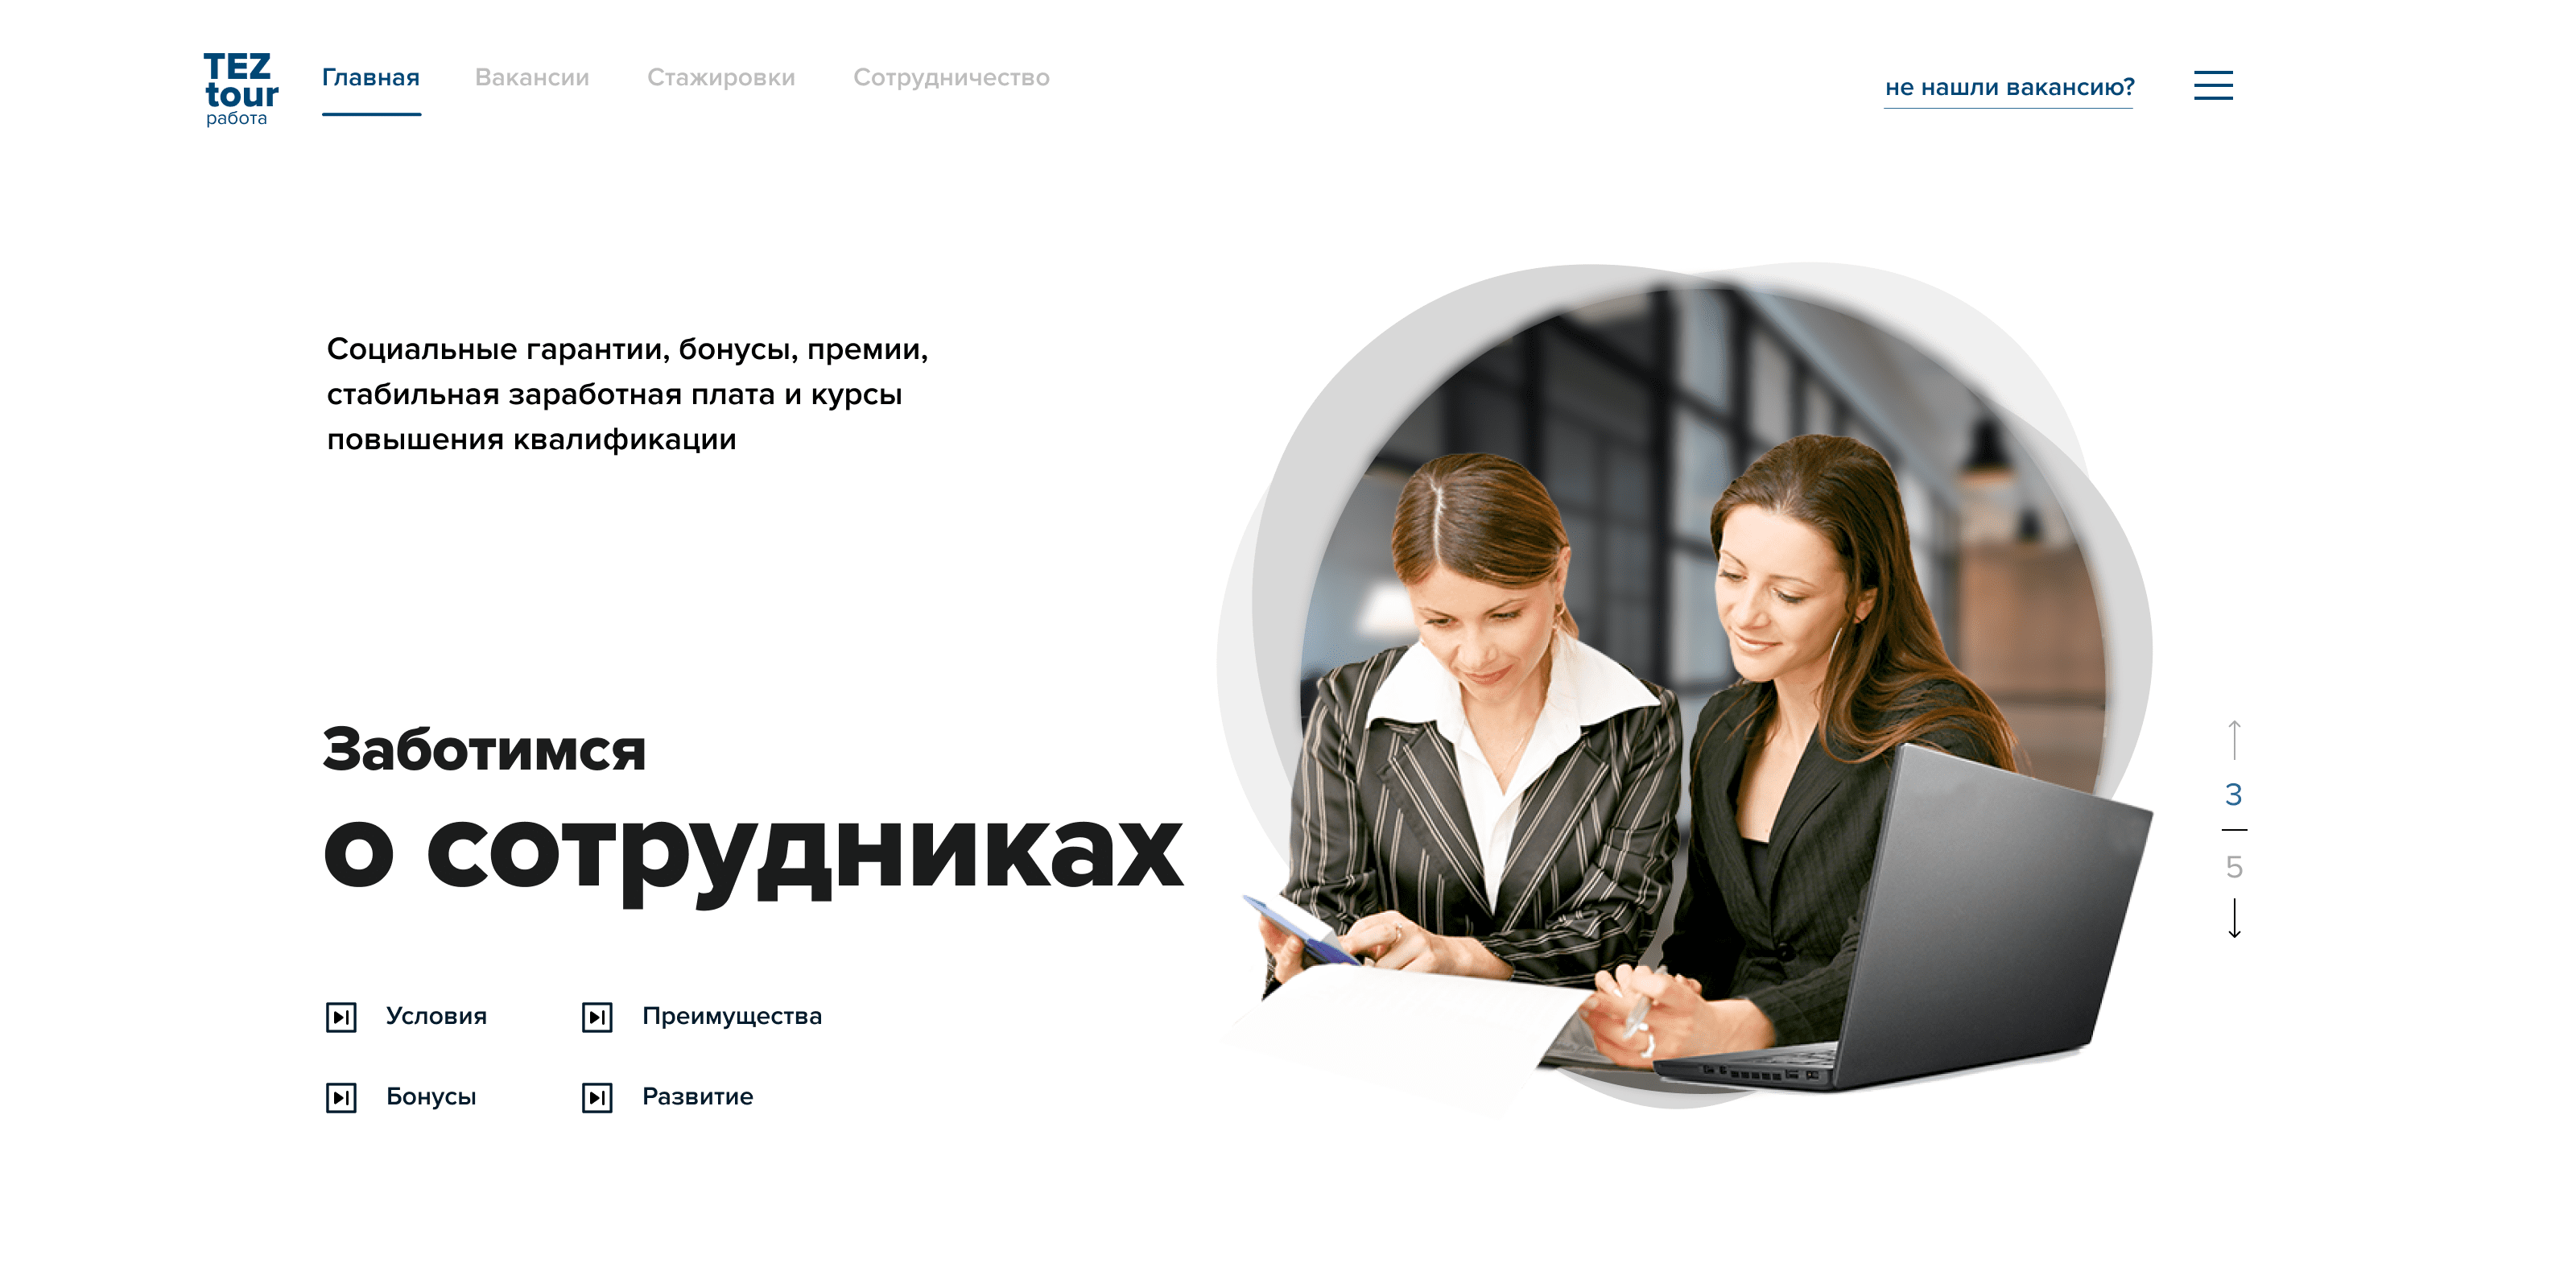 TEZ
tour
работа
Главная
Вакансии
Стажировки
Сотрудничество
не нашли вакансию?
Социальные гарантии, бонусы, премии,
стабильная заработная плата и курсы
повышения квалификации
Заботимся
о сотрудниках
Условия
Преимущества
Бонусы
Развитие
3
5